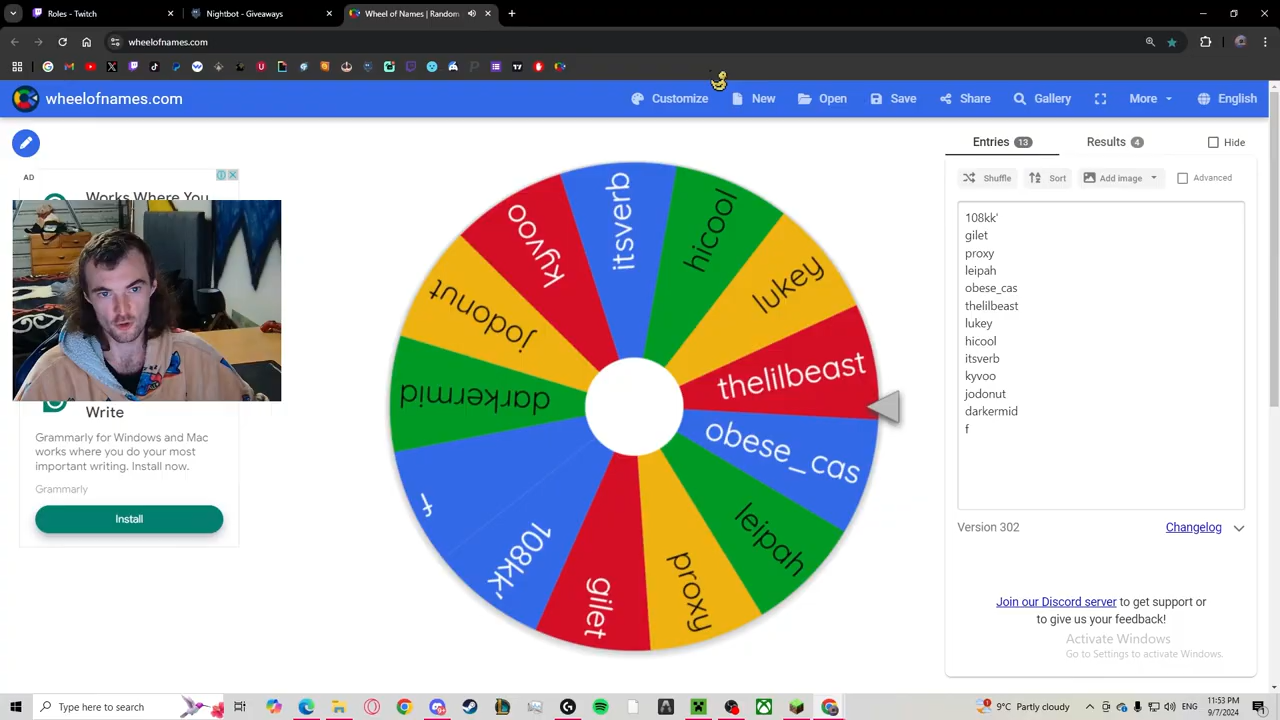 Roles - Twitch
Nightbot - Giveaways
Wheel of Names | Random
wheelofnames.com
wheelofnames.com
Customize
New
Open
Save
Share
Gallery
More
English
AD
Works Where You
Write
Grammarly for Windows and Mac
works where you do your most
important writing. Install now.
Grammarly
Install
kyvoo
itsverb
hicool
lukey
thelilbeast
obese_cas
leipah
proxy
gilet
108kk'
f
darkermid
jodonut
Entries 13
Results 4
Hide
Shuffle
Sort
Add image
Advanced
108kk'
gilet
proxy
leipah
obese_cas
thelilbeast
lukey
hicool
itsverb
kyvoo
jodonut
darkermid
f
Version 302
Changelog
Join our Discord server to get support or
to give us your feedback!
Activate Windows
Go to Settings to activate Windows.
Type here to search
9°C Partly cloudy
11:53 PM
9/7/2024